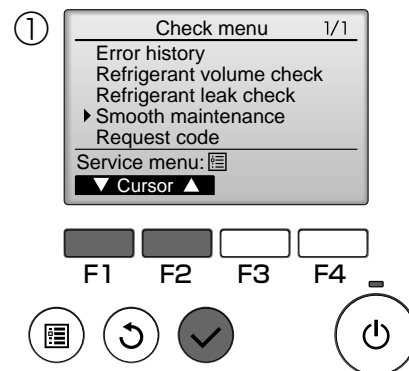 ①
Check menu 1/1
Error history
Refrigerant volume check
Refrigerant leak check
Smooth maintenance
Request code
Service menu:
▼ Cursor ▲
F1 F2 F3 F4